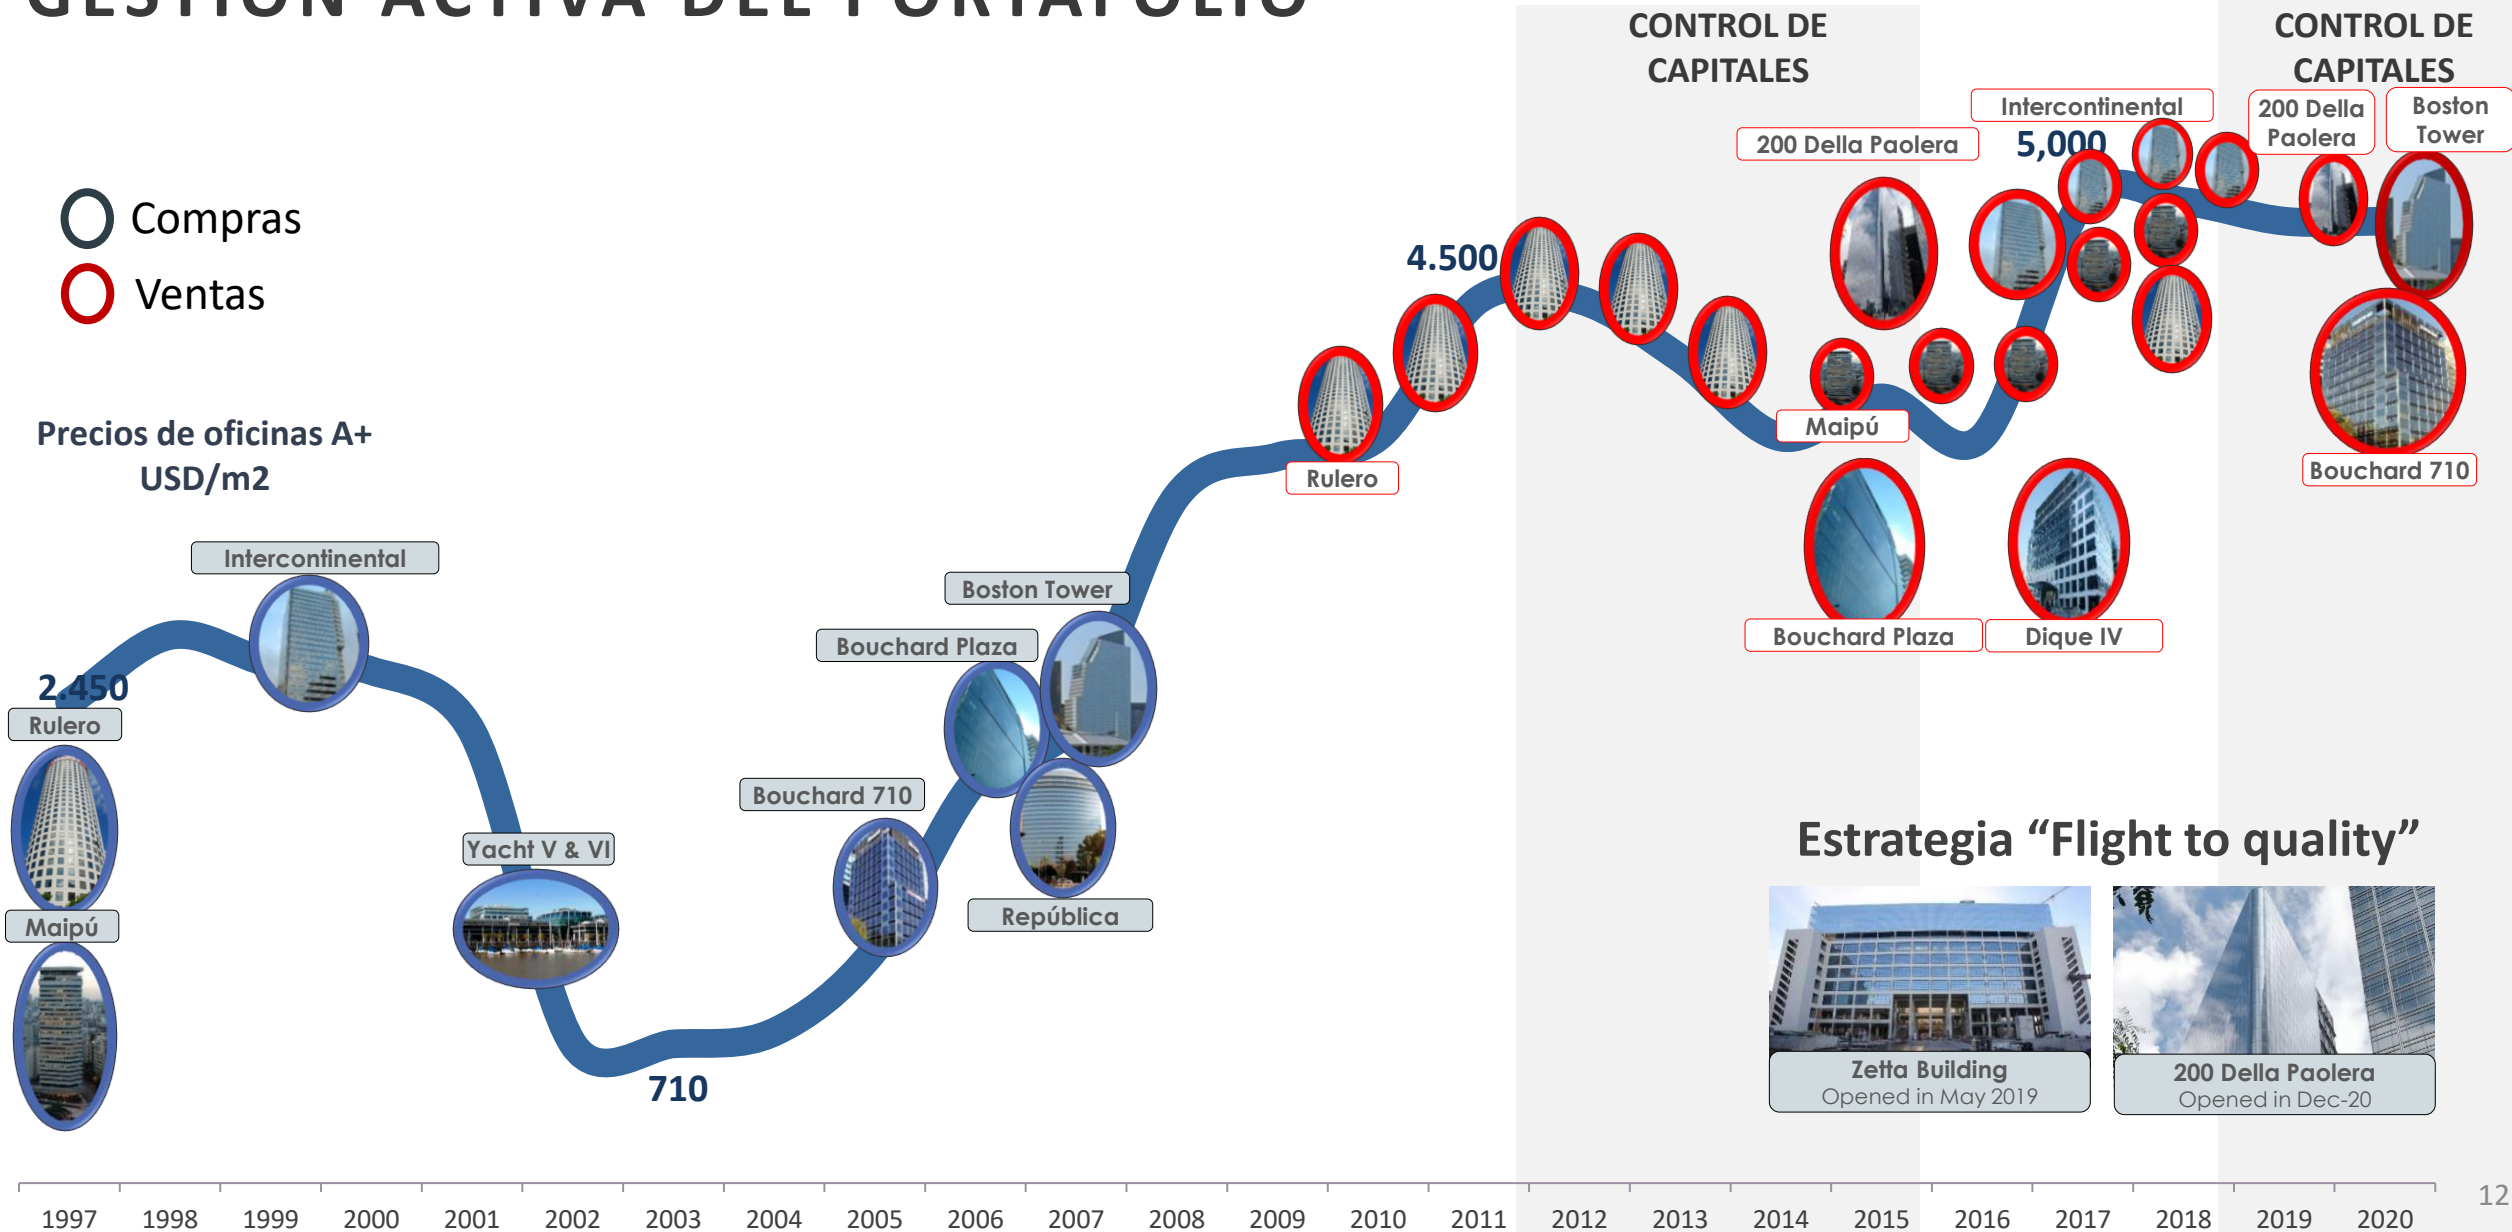 GESTIÓN ACTIVA DEL PORTAFOLIO
CONTROL DE
CAPITALES
CONTROL DE
CAPITALES
Intercontinental
200 Della
Paolera
Boston
Tower
200 Della Paolera
5,000
Compras
Ventas
4.500
Precios de oficinas A+
USD/m2
Maipú
Rulero
Bouchard 710
Intercontinental
Boston Tower
Bouchard Plaza
Bouchard Plaza
Dique IV
2.450
Rulero
Bouchard 710
Yacht V & VI
Estrategia “Flight to quality”
República
Maipú
Zetta Building
Opened in May 2019
200 Della Paolera
Opened in Dec-20
710
12
1997 1998 1999 2000 2001 2002 2003 2004 2005 2006 2007 2008 2009 2010 2011 2012 2013 2014 2015 2016 2017 2018 2019 2020